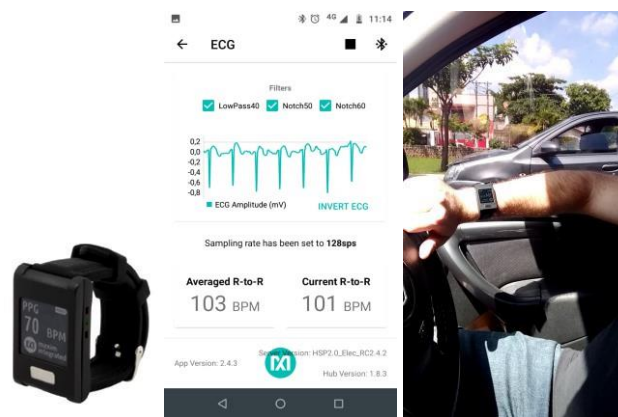 PPG
70 BPM
maxim
integrated
4G 11:14
ECG
Filters
LowPass40 Notch50 Notch60
0,2
0,0
-0,2
-0,4
-0,6
-0,8
ECG Amplitude (mV) INVERT ECG
Sampling rate has been set to 128sps
Averaged R-to-R Current R-to-R
103 BPM 101 BPM
Version: HSP2.0_Elec_RC2.4.2
App Version: 2.4.3
Hub Version: 1.8.3